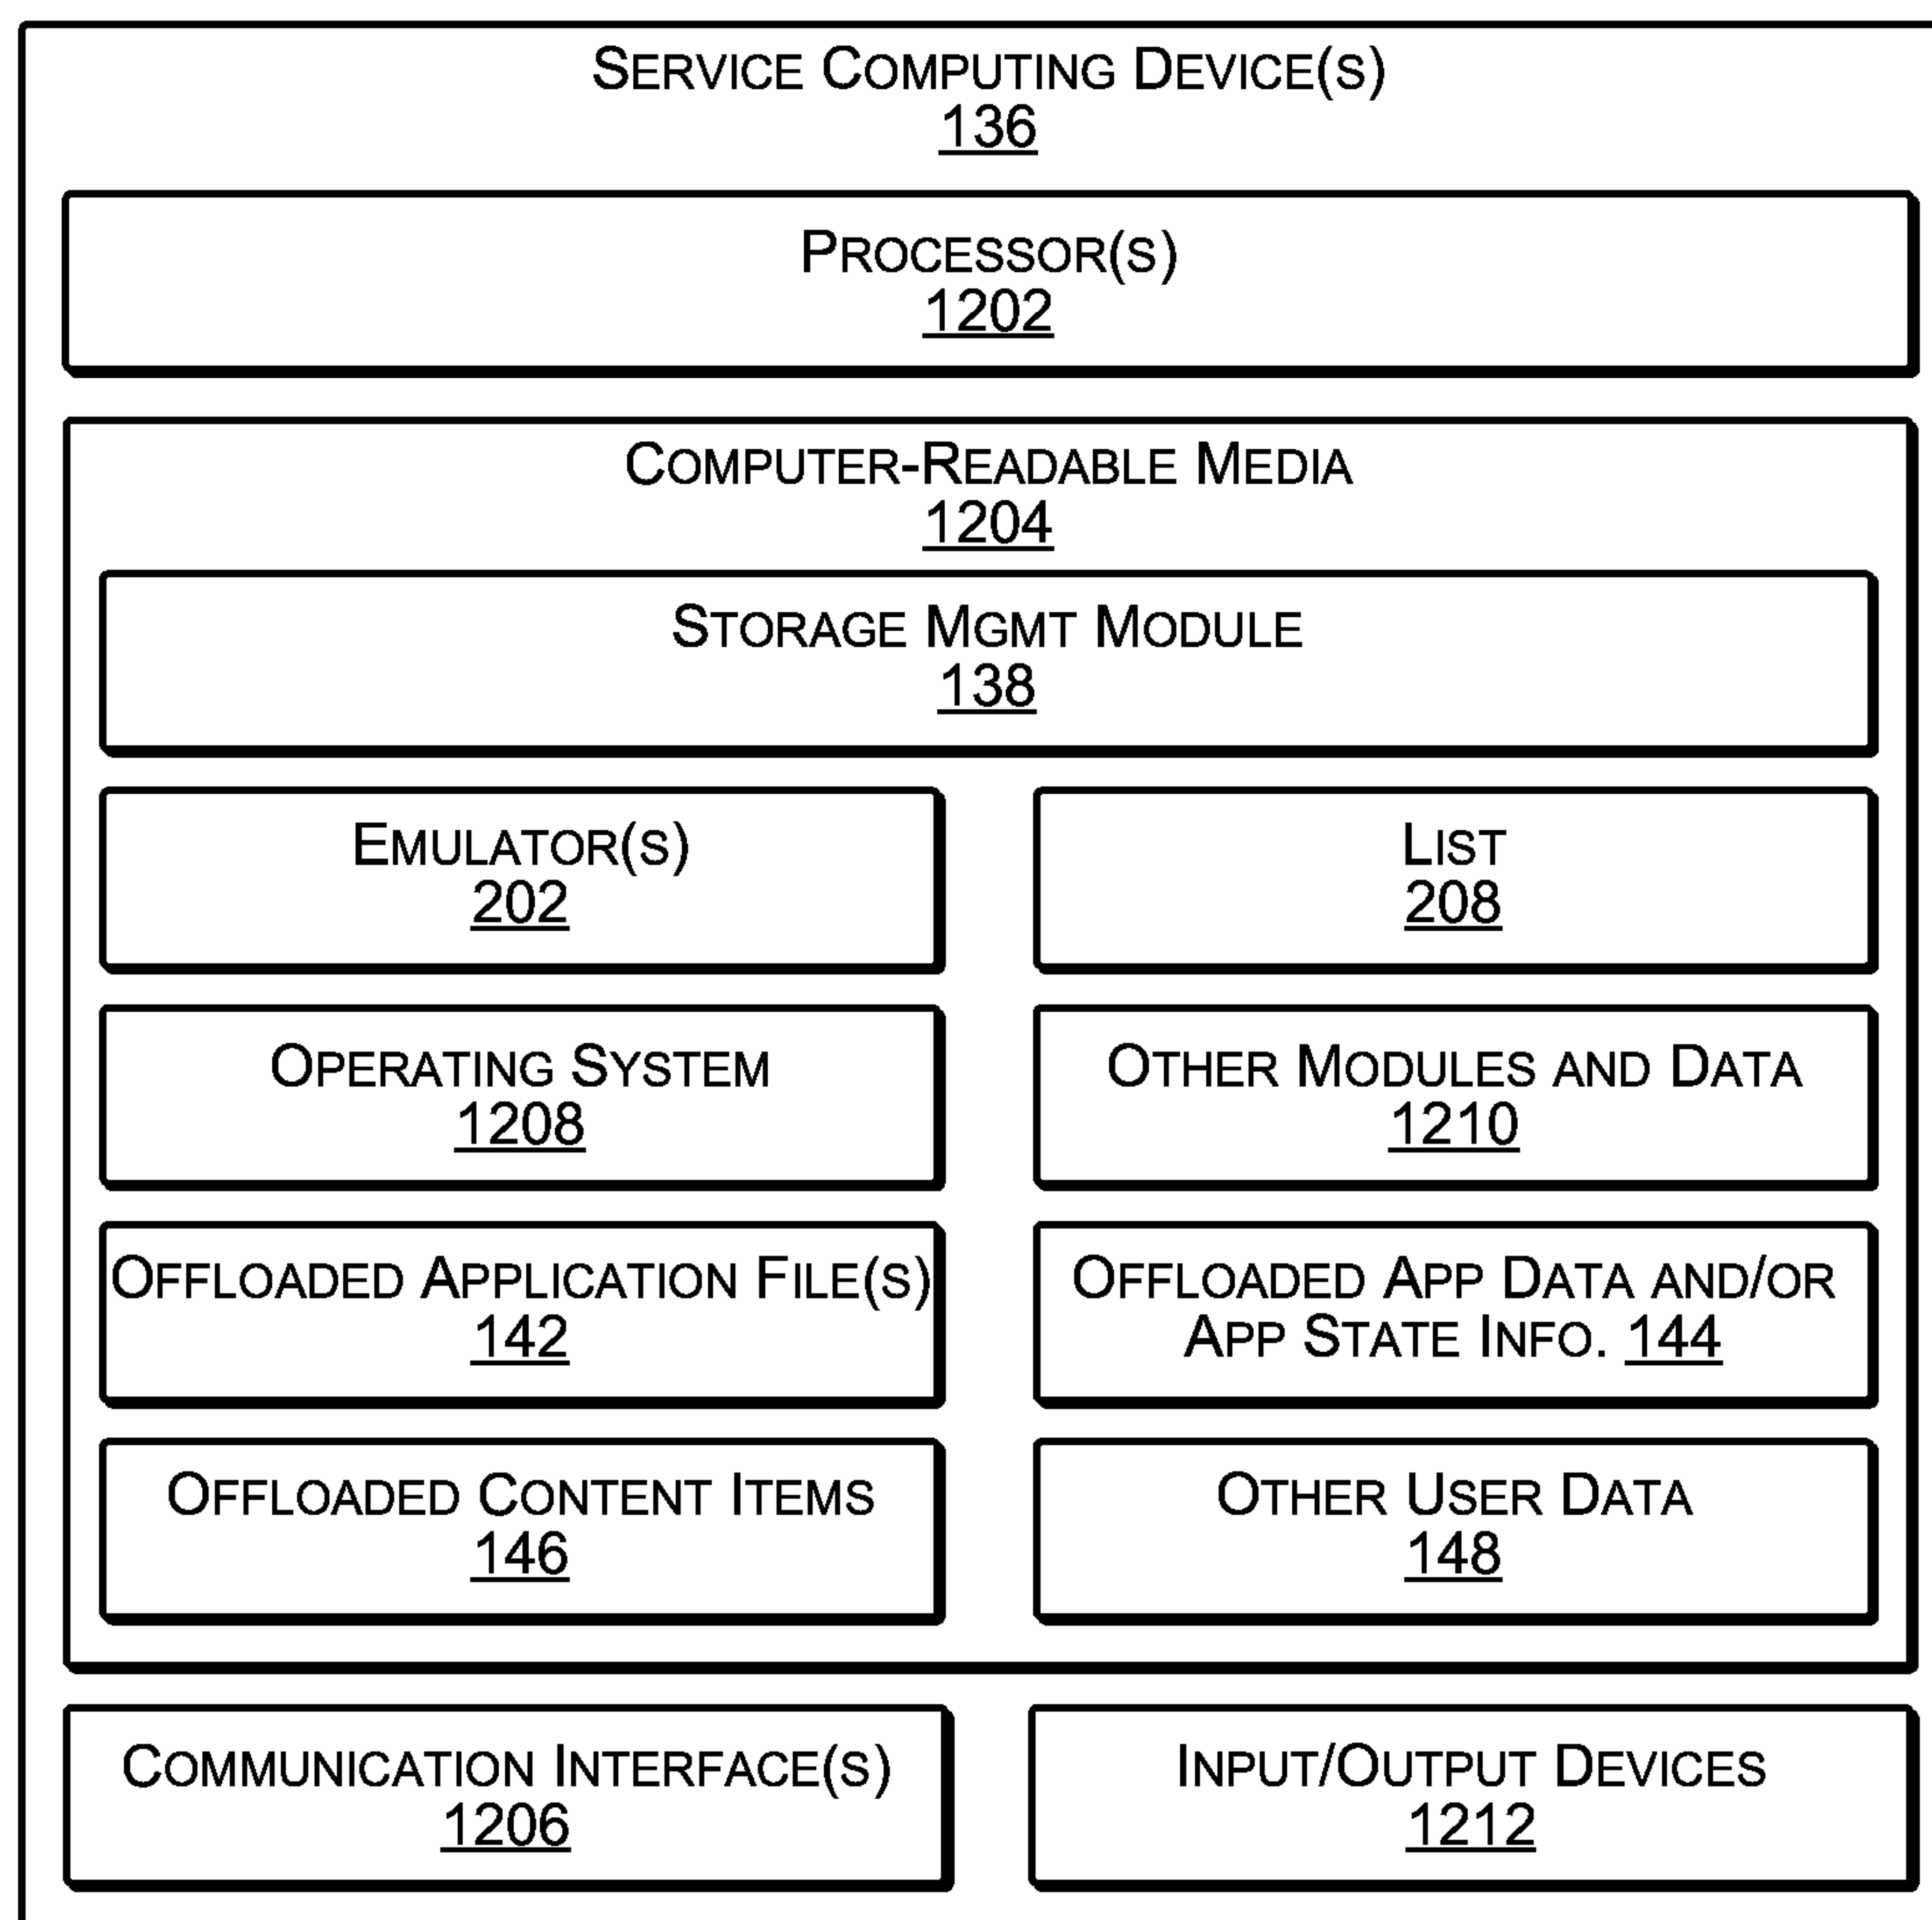 SERVICE COMPUTING DEVICE(S)
136
PROCESSOR(S)
1202
COMPUTER-READABLE MEDIA
1204
STORAGE MGMT MODULE
138
EMULATOR(S)
202
LIST
208
OPERATING SYSTEM
1208
OTHER MODULES AND DATA
1210
OFFLOADED APPLICATION FILE(S)
142
OFFLOADED APP DATA AND/OR
APP STATE INFO. 144
OFFLOADED CONTENT ITEMS
146
OTHER USER DATA
148
COMMUNICATION INTERFACE(S)
1206
INPUT/OUTPUT DEVICES
1212